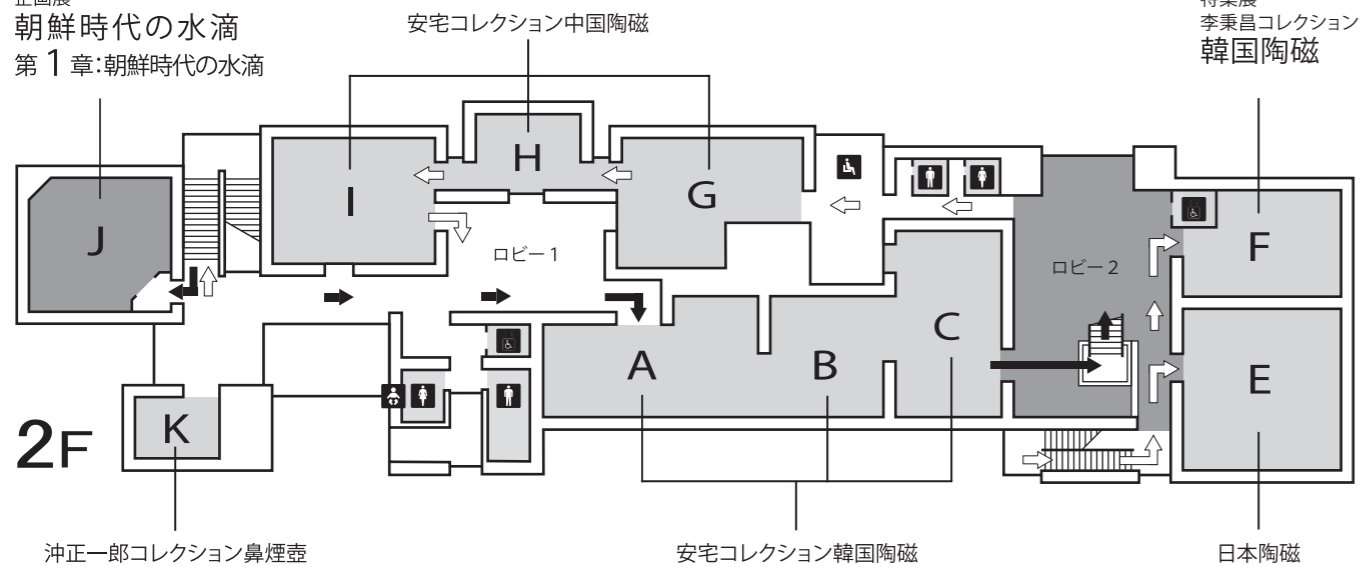 企画展
朝鮮時代の水滴
第1章:朝鮮時代の水滴
安宅コレクション中国陶磁
特集展
李秉昌コレクション
韓国陶磁
H
I
G
J
ロビー1
ロビー2
F
C
A
B
E
K
2F
沖正一郎コレクション鼻煙壺
安宅コレクション韓国陶磁
日本陶磁